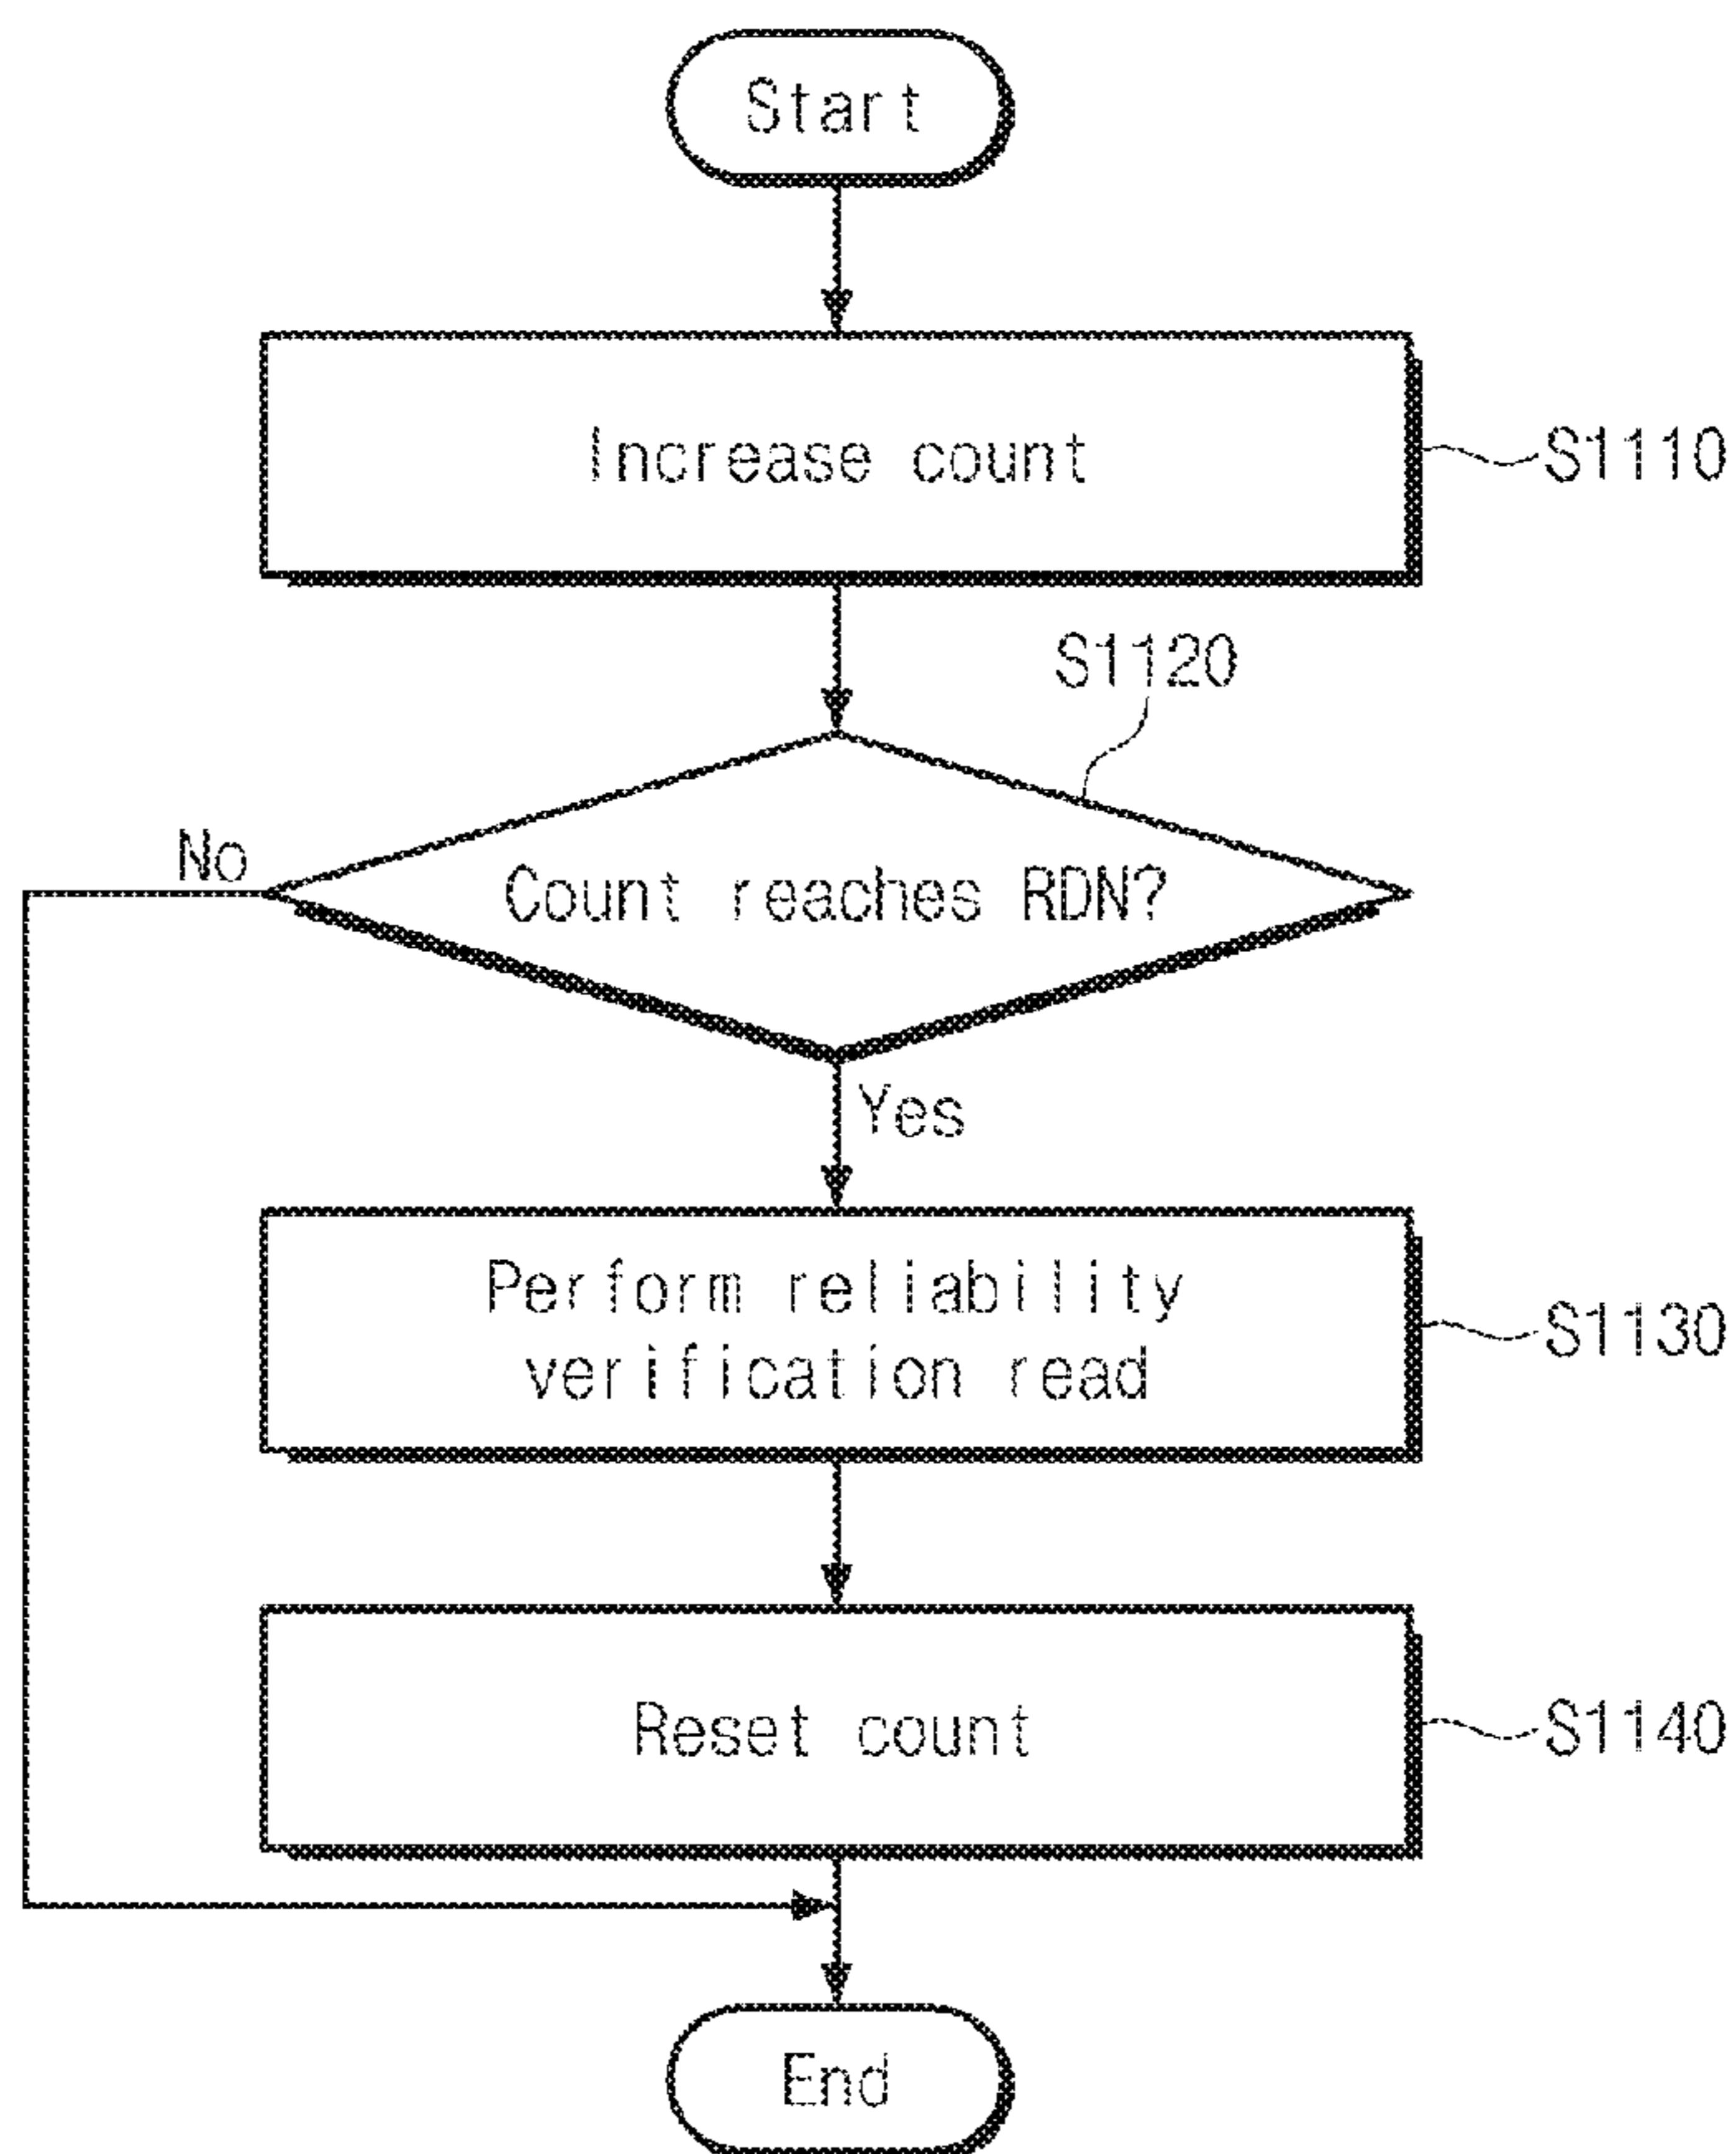 Start
Increase count
S1110
S1120
No
Count reaches RDN?
Yes
Perform reliability
verification read
S1130
Reset count
S1140
End